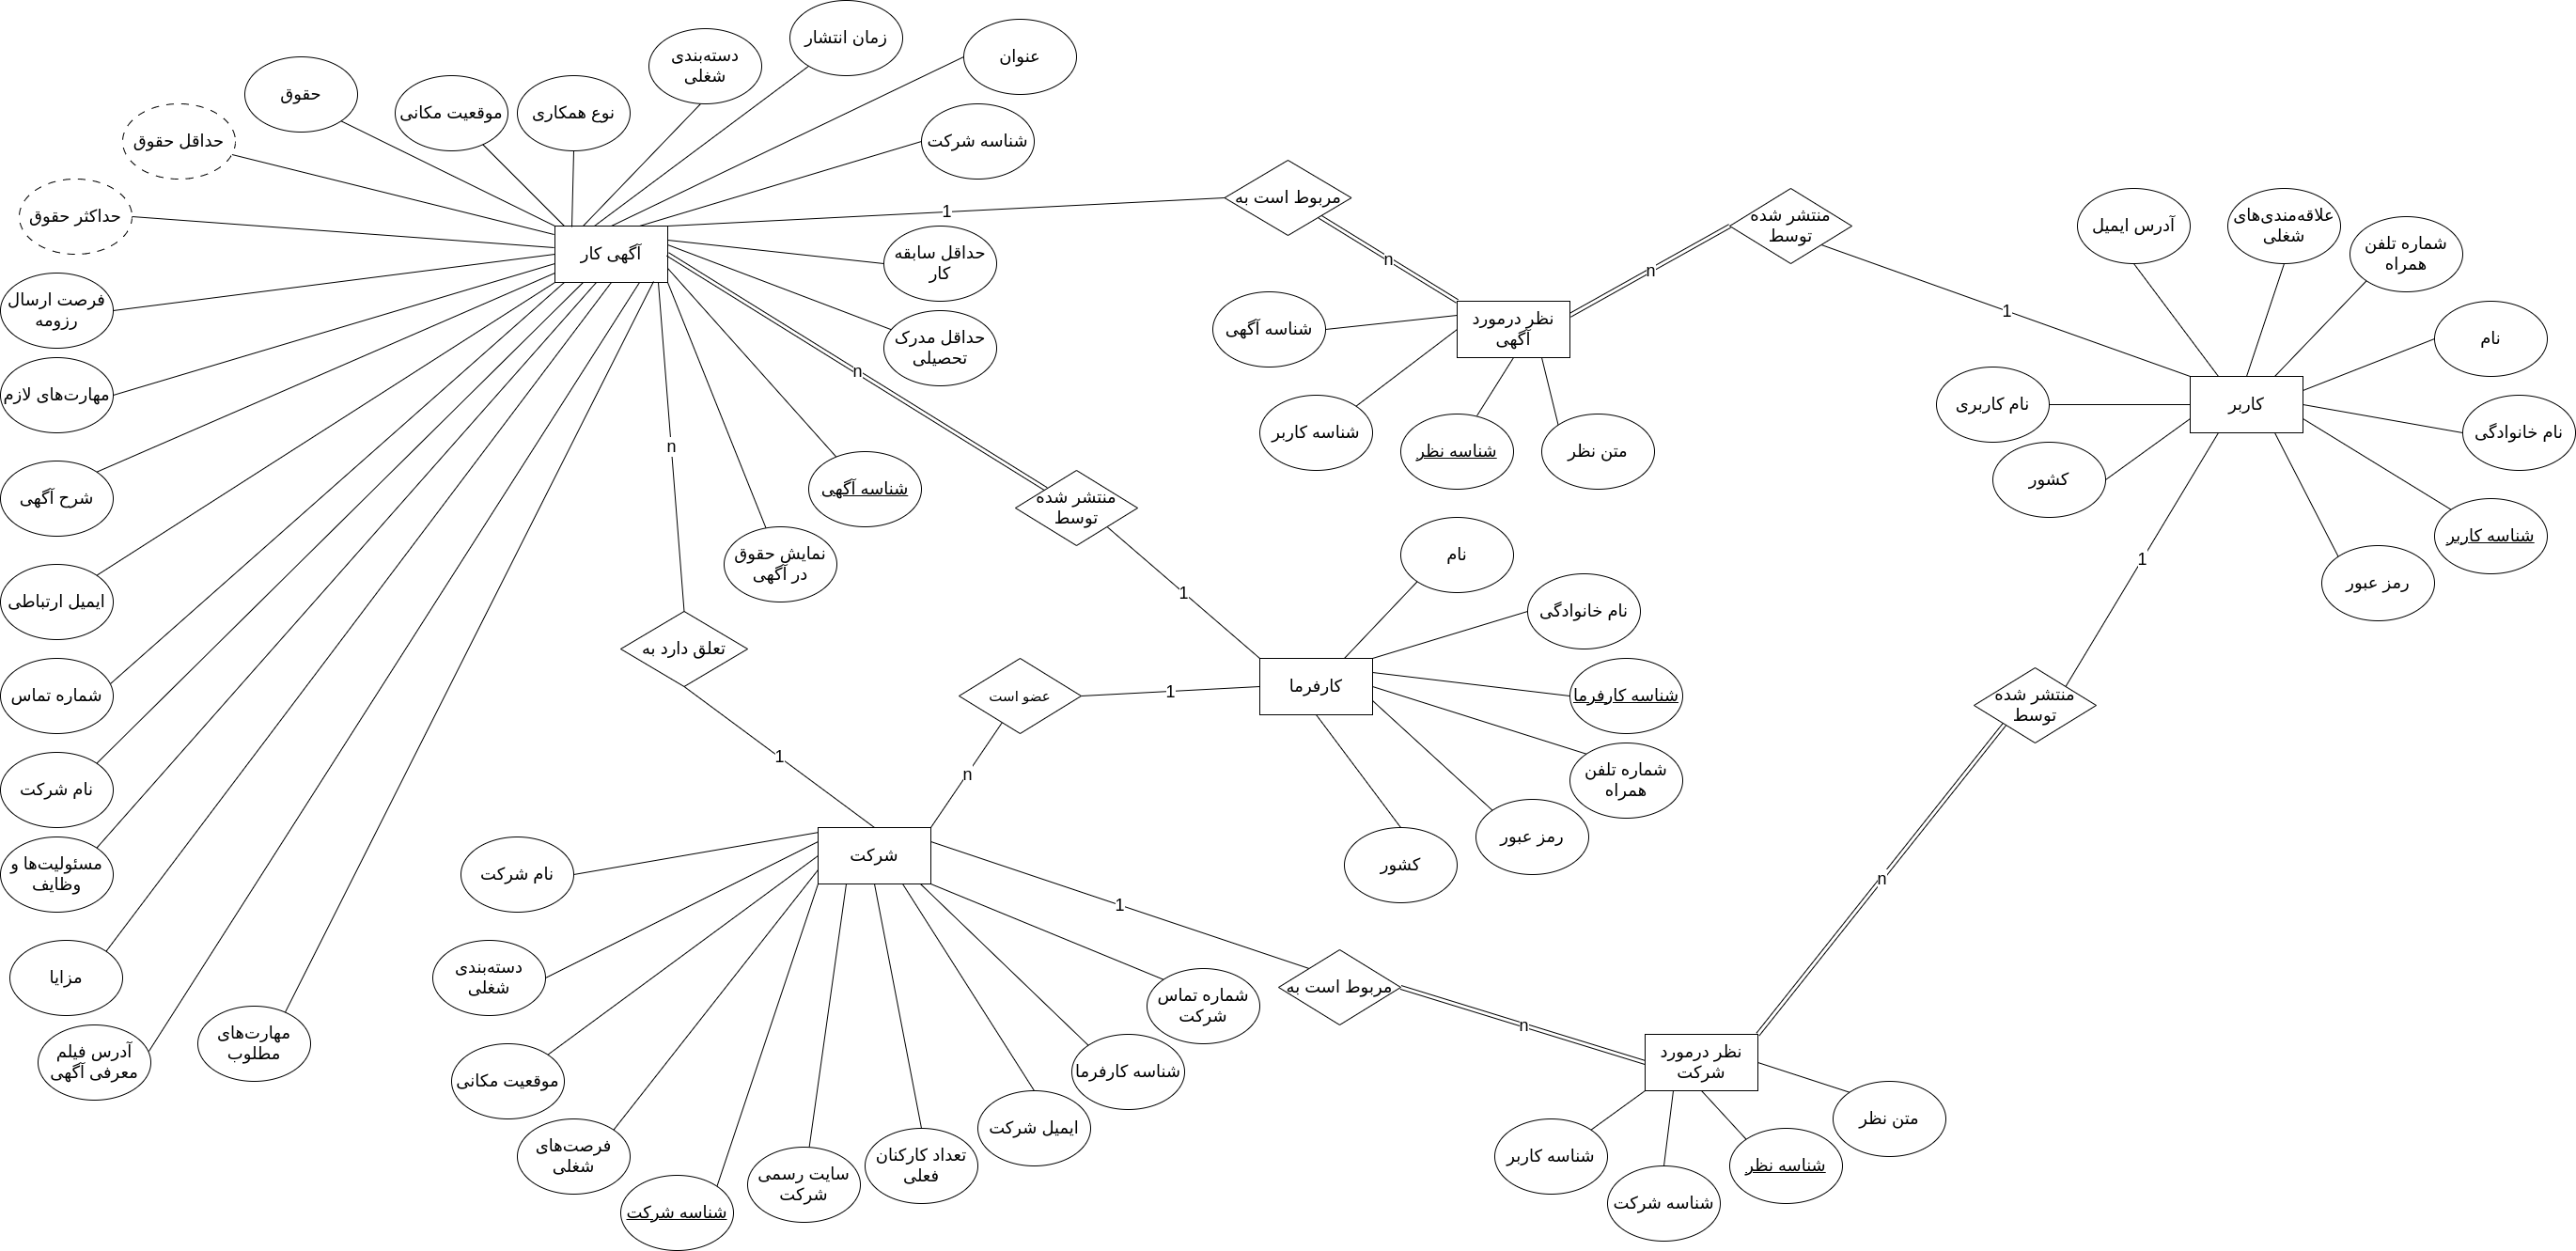 زمان انتشار
عنوان
دسته‌بندی
شغلی
حقوق
موقعیت مکانی
نوع همکاری
حداقل حقوق
شناسه شرکت
حداکثر حقوق
آگهی کار
1
مربوط است به
n
منتشر شده
توسط
n
1
آدرس ایمیل
علاقه‌مندی‌های
شغلی
شماره تلفن
همراه
حداقل سابقه
کار
حداقل مدرک
تحصیلی
فرصت ارسال
رزومه
مهارت‌های لازم
شرح آگهی
ایمیل ارتباطی
شماره تماس
نام شرکت
مسئولیت‌ها و
وظایف
مزایا
آدرس فیلم
معرفی آگهی
مهارت‌های
مطلوب
شناسه آگهی
نظر درمورد
آگهی
شناسه کاربر
شناسه نظر
متن نظر
نام
کاربر
نام کاربری
کشور
نام خانوادگی
شناسه کاربر
رمز عبور
n
n
شناسه آگهی
نمایش حقوق
در آگهی
منتشر شده
توسط
1
نام
نام خانوادگی
کارفرما
شناسه کارفرما
شماره تلفن
همراه
رمز عبور
کشور
تعلق دارد به
1
عضو است
1
n
1
منتشر شده
توسط
n
شرکت
نام شرکت
دسته‌بندی
شغلی
موقعیت مکانی
فرصت‌های
شغلی
شناسه شرکت
سایت رسمی
شرکت
تعداد کارکنان
فعلی
ایمیل شرکت
شناسه کارفرما
شماره تماس
شرکت
1
مربوط است به
n
نظر درمورد
شرکت
شناسه کاربر
شناسه شرکت
شناسه نظر
متن نظر